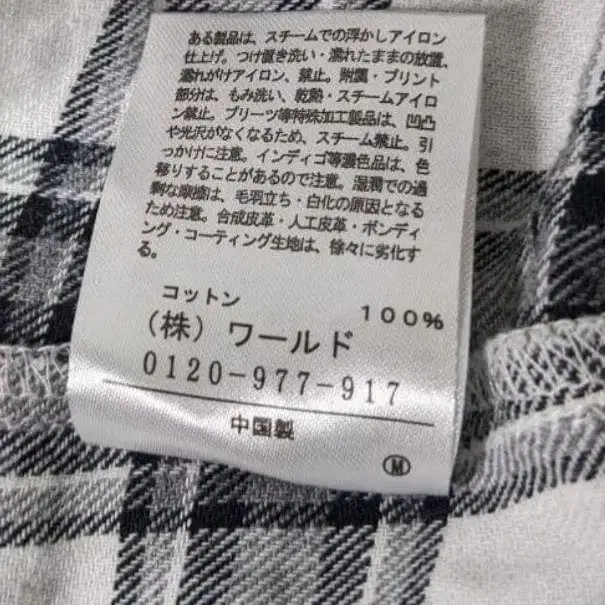 ある製品は、スチームでの浮かしアイロン
仕上げ。つけ置き洗い・濡れたままの放置、
濡れがけアイロン、禁止。附属・プリント
部分は、もみ洗い、乾熱・スチームアイロ
ン禁止。プリーツ等特殊加工製品は、凹凸
や光沢がなくなるため、スチーム禁止。引
っかけに注意。インディゴ等濃色品は、色
移りすることがあるので注意。湿潤での過
剰な摩擦は、毛羽立ち・白化の原因となる
ため注意。合成皮革・人工皮革・ボンディ
ング・コーティング生地は、徐々に劣化す
る。
コットン 100%
(株)ワールド
0120-977-917
中国製
M